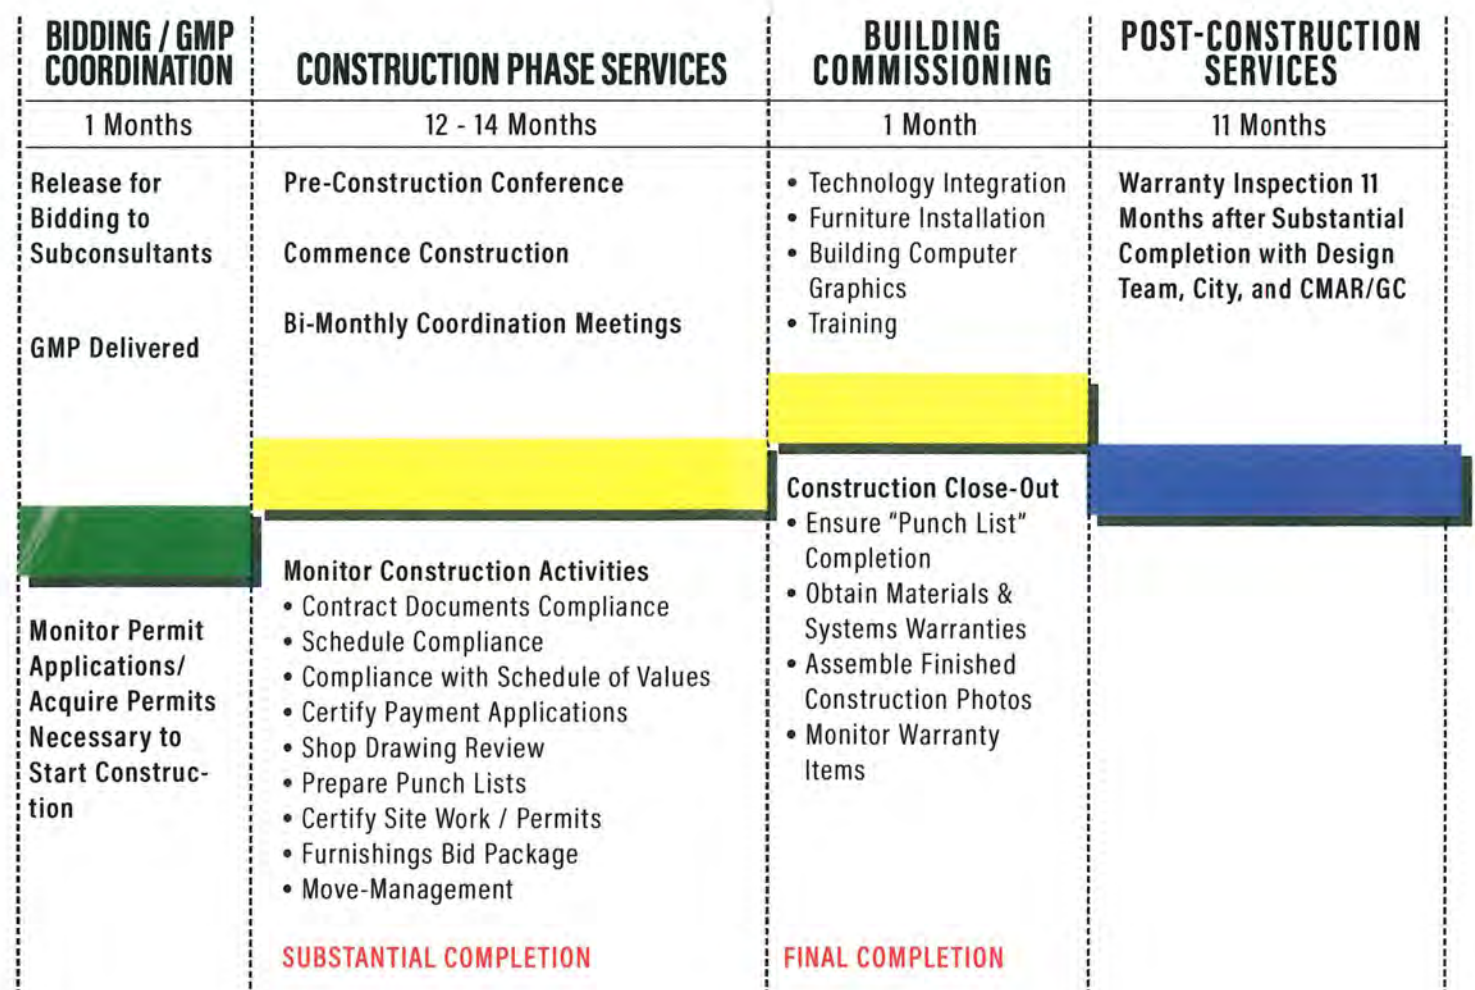 BIDDING / GMP
COORDINATION
1 Months
Release for
Bidding to
Subconsultants
GMP Delivered
Monitor Permit
Applications/
Acquire Permits
Necessary to
Start Construc-
tion
CONSTRUCTION PHASE SERVICES
12 - 14 Months
Pre-Construction Conference
Commence Construction
Bi-Monthly Coordination Meetings
Monitor Construction Activities
• Contract Documents Compliance
• Schedule Compliance
• Compliance with Schedule of Values
• Certify Payment Applications
• Shop Drawing Review
• Prepare Punch Lists
• Certify Site Work / Permits
• Furnishings Bid Package
• Move-Management
SUBSTANTIAL COMPLETION
BUILDING
COMMISSIONING
1 Month
• Technology Integration
• Furniture Installation
• Building Computer
Graphics
• Training
Construction Close-Out
• Ensure "Punch List"
Completion
• Obtain Materials &
Systems Warranties
• Assemble Finished
Construction Photos
• Monitor Warranty
Items
FINAL COMPLETION
POST-CONSTRUCTION
SERVICES
11 Months
Warranty Inspection 11
Months after Substantial
Completion with Design
Team, City, and CMAR/GC